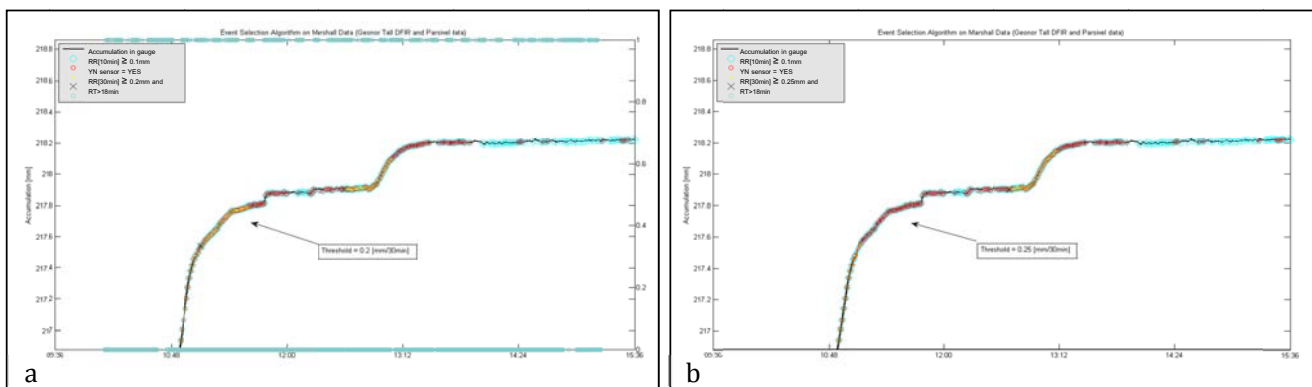 Event Selection Algorithm on Marshall Data (Geonor Tall DFIR and Parsivel data)
Accumulation in gauge
RR[10min] ≥ 0.1mm
YN sensor = YES
RR[30min] ≥ 0.2mm and
RT>18min
Accumulation [mm]
218.8
218.6
218.4
218.2
218
217.8
217.6
217.4
217.2
217
1
0.8
0.6
0.4
0.2
0
Threshold = 0.2 [mm/30min]
09:36
10:48
12:00
13:12
14:24
15:36
a
Event Selection Algorithm on Marshall Data (Geonor Tall DFIR and Parsivel data)
Accumulation in gauge
RR[10min] ≥ 0.1mm
YN sensor = YES
RR[30min] ≥ 0.25mm and
RT>18min
Accumulation [mm]
218.8
218.6
218.4
218.2
218
217.8
217.6
217.4
217.2
217
Threshold = 0.25 [mm/30min]
09:36
10:48
12:00
13:12
14:24
15:36
b